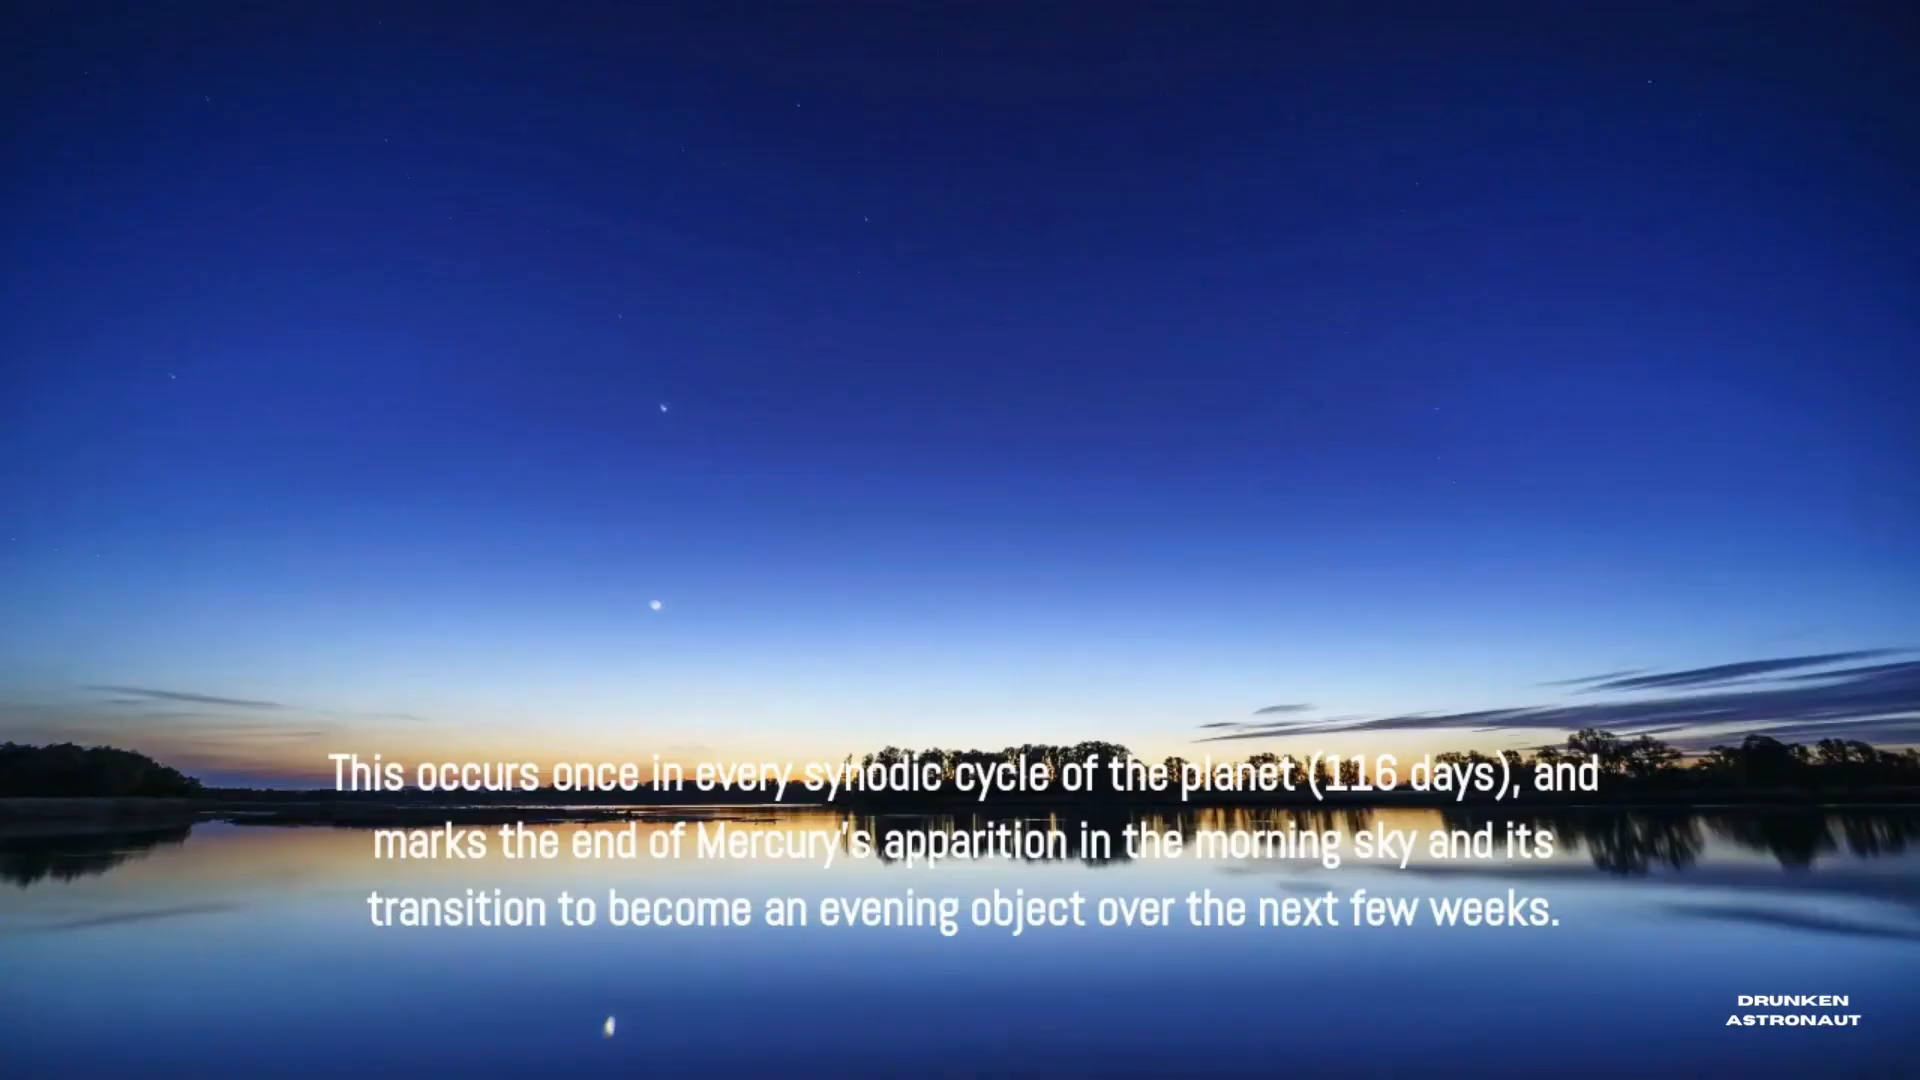 This occurs once in every synodic cycle of the planet (116 days), and
marks the end of Mercury's apparition in the morning sky and its
transition to become an evening object over the next few weeks.
DRUNKEN
ASTRONAUT